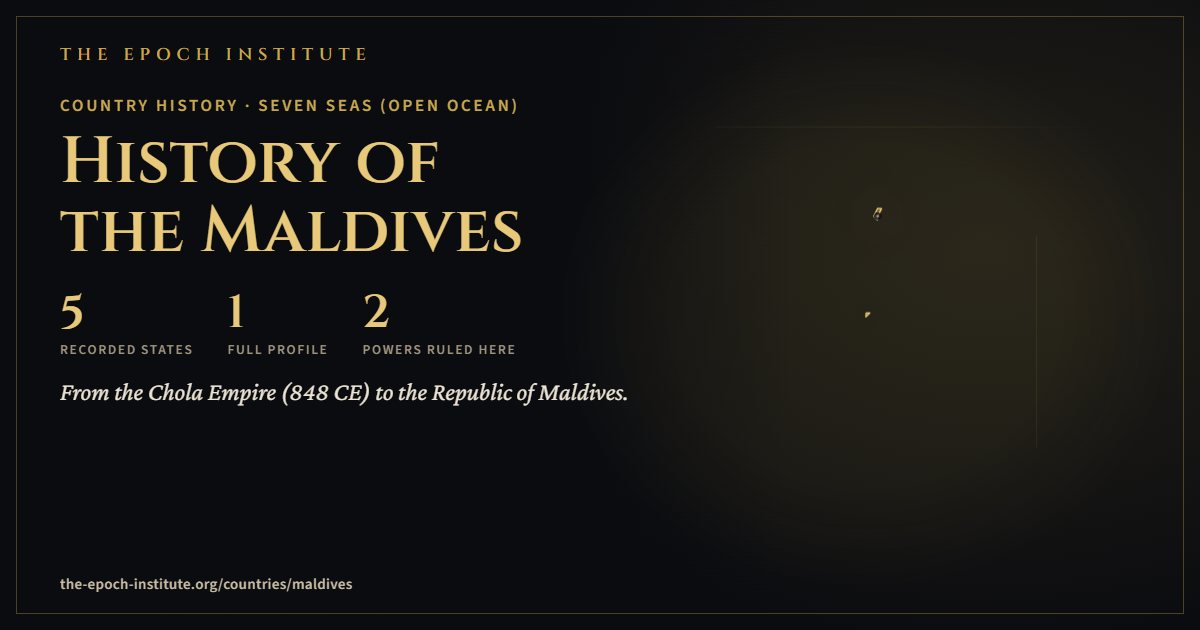 THE EPOCH INSTITUTE
COUNTRY HISTORY · SEVEN SEAS (OPEN OCEAN)
HISTORY OF
THE MALDIVES
5 1 2
RECORDED STATES FULL PROFILE POWERS RULED HERE
From the Chola Empire (848 CE) to the Republic of Maldives.
the-epoch-institute.org/countries/maldives